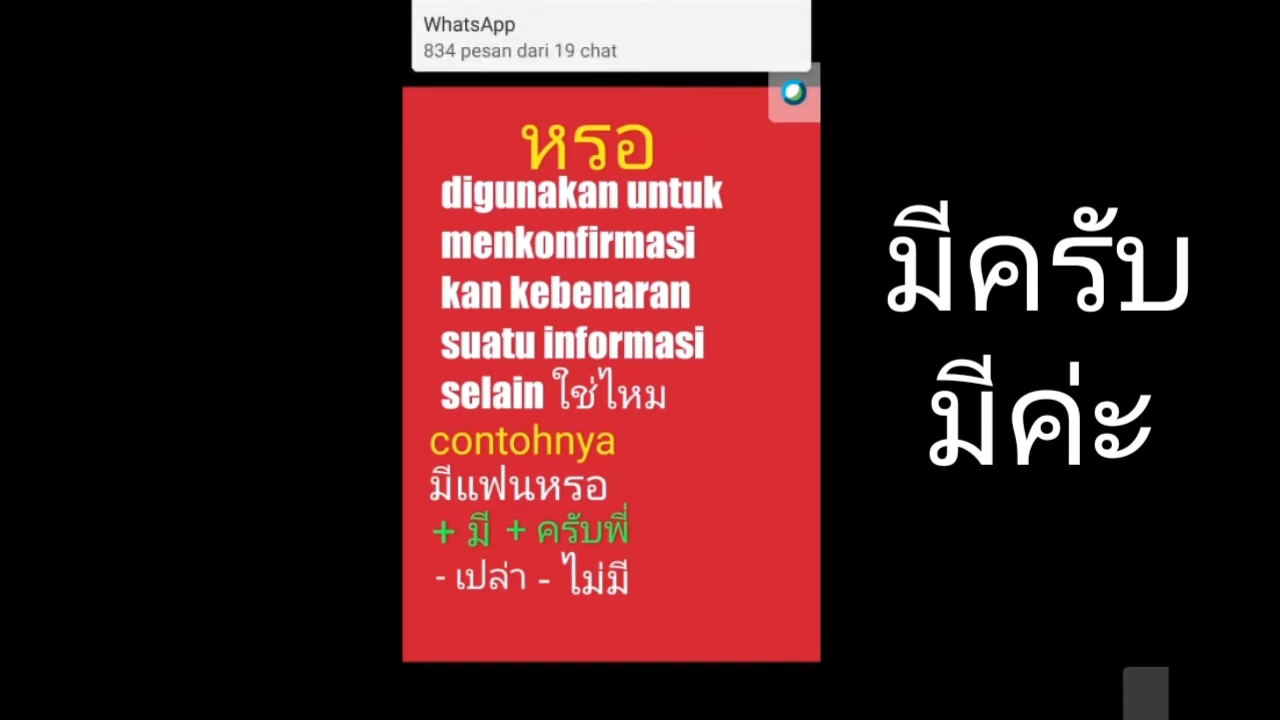 WhatsApp
834 pesan dari 19 chat
หรอ
digunakan untuk
menkonfirmasi
kan kebenaran
suatu informasi
selain ใช่ไหม
contohnya
มีแฟนหรอ
+ มี + ครับพี่
- เปล่า - ไม่มี
มีครับ
มีค่ะ